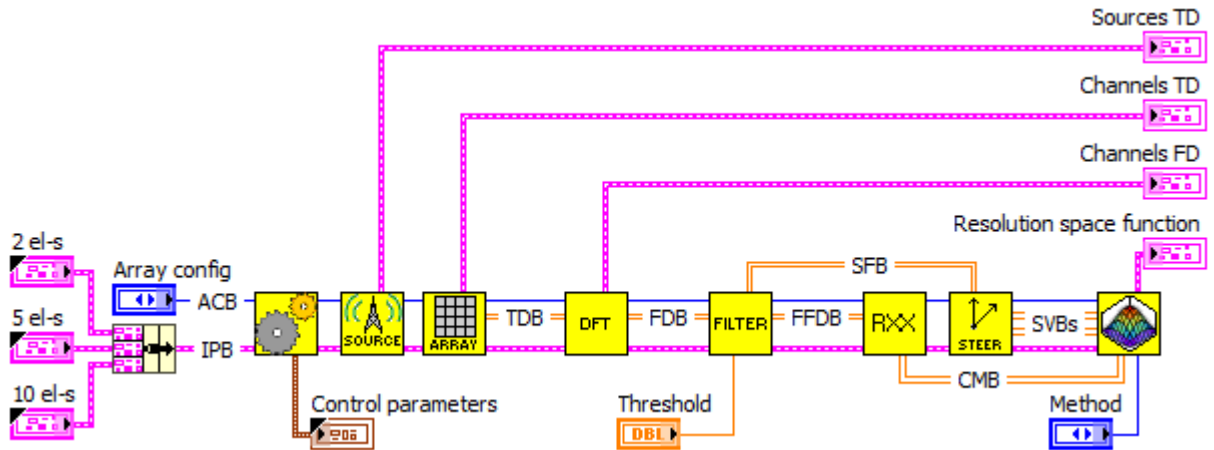 Sources TD
Channels TD
Channels FD
Resolution space function
2 el-s
Array config
ACB
SFB
SOURCE
ARRAY
TDB
DFT
FDB
FILTER
FFDB
RXX
STEER
SVBs
5 el-s
IPB
CMB
10 el-s
Control parameters
Threshold
DBL
Method